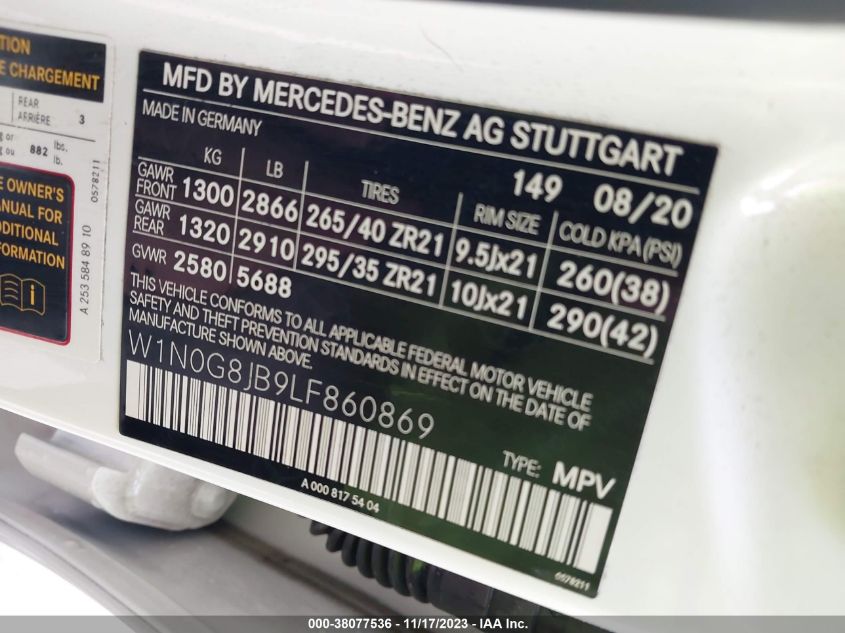 TION
E CHARGEMENT
REAR
ARRIÈRE 3
g or
g ou 882 lbs.
lb.
E OWNER'S
ANUAL FOR
DDITIONAL
FORMATION
0578211
A 253 584 89 10
MFD BY MERCEDES-BENZ AG STUTTGART
MADE IN GERMANY 149 08/20
KG LB TIRES RIM SIZE COLD KPA(PSI)
GAWR FRONT 1300 2866 265/40 ZR21 9.5jx21 260(38)
GAWR REAR 1320 2910 295/35 ZR21 10Jx21 290(42)
GVWR 2580 5688
THIS VEHICLE CONFORMS TO ALL APPLICABLE FEDERAL MOTOR VEHICLE
SAFETY AND THEFT PREVENTION STANDARDS IN EFFECT ON THE DATE OF
MANUFACTURE SHOWN ABOVE.
W1N0G8JB9LF860869
TYPE: MPV
A 000 817 54 04
0578211
000-38077536 - 11/17/2023 - IAA Inc.